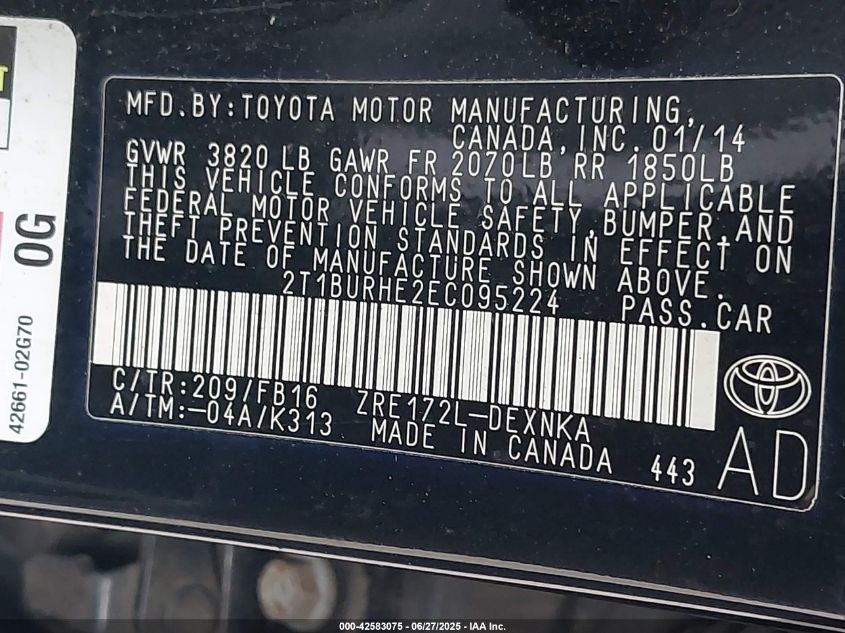 MFD.BY:TOYOTA MOTOR MANUFACTURING,
CANADA,INC. 01/14
GVWR 3820 LB GAWR FR 2070LB RR 1850LB
THIS VEHICLE CONFORMS TO ALL APPLICABLE
FEDERAL MOTOR VEHICLE SAFETY,BUMPER,AND
THEFT PREVENTION STANDARDS IN EFFECT ON
THE DATE OF MANUFACTURE SHOWN ABOVE.
2T1BURHE2EC095224 PASS.CAR
C/TR:209/FB16 ZRE172L-DEXNKA
A/TM:-04A/K313 MADE IN CANADA 443 AD
T
0G
42661-02G70
000-42583075 - 06/27/2025 - IAA Inc.